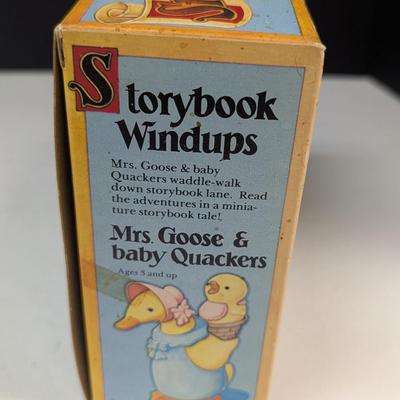 Storybook
Windups
Mrs. Goose & baby
Quackers waddle-walk
down storybook lane. Read
the adventures in a minia-
ture storybook tale!
Mrs. Goose &
baby Quackers
Ages 3 and up